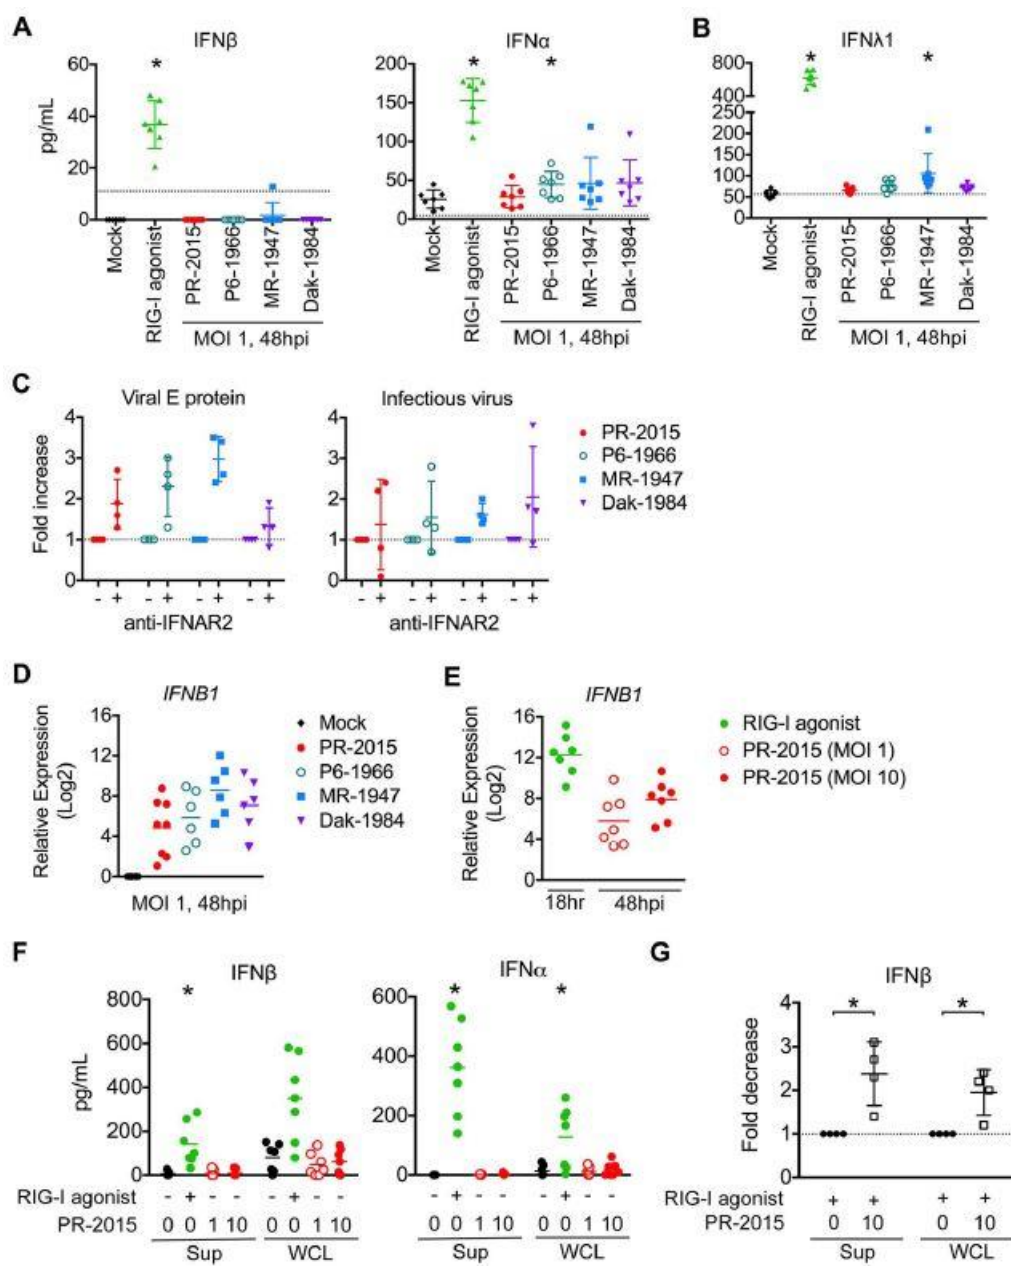 A
IFNβ
60
40
20
0
pg/mL
Mock
RIG-I agonist
PR-2015
P6-1966
MR-1947
Dak-1984
MOI 1, 48hpi
*
IFNα
200
150
100
50
0
Mock
RIG-I agonist
PR-2015
P6-1966
MR-1947
Dak-1984
MOI 1, 48hpi
* *
B
IFNλ1
800
600
400
250
200
150
100
50
0
Mock
RIG-I agonist
PR-2015
P6-1966
MR-1947
Dak-1984
MOI 1, 48hpi
* *
C
Viral E protein
4
3
2
1
0
Fold increase
- + - + - + - +
anti-IFNAR2
Infectious virus
4
3
2
1
0
- + - + - + - +
anti-IFNAR2
PR-2015
P6-1966
MR-1947
Dak-1984
D
IFNB1
16
12
8
4
0
Relative Expression
(Log2)
MOI 1, 48hpi
Mock
PR-2015
P6-1966
MR-1947
Dak-1984
E
IFNB1
16
12
8
4
0
Relative Expression
(Log2)
18hr 48hpi
RIG-I agonist
PR-2015 (MOI 1)
PR-2015 (MOI 10)
F
IFNβ
800
600
400
200
0
pg/mL
*
RIG-I agonist - + - - - + - -
PR-2015 0 0 1 10 0 0 1 10
Sup WCL
IFNα
600
400
200
0
* *
- + - - - + - -
0 0 1 10 0 0 1 10
Sup WCL
G
IFNβ
4
3
2
1
0
Fold decrease
* *
RIG-I agonist + + + +
PR-2015 0 10 0 10
Sup WCL